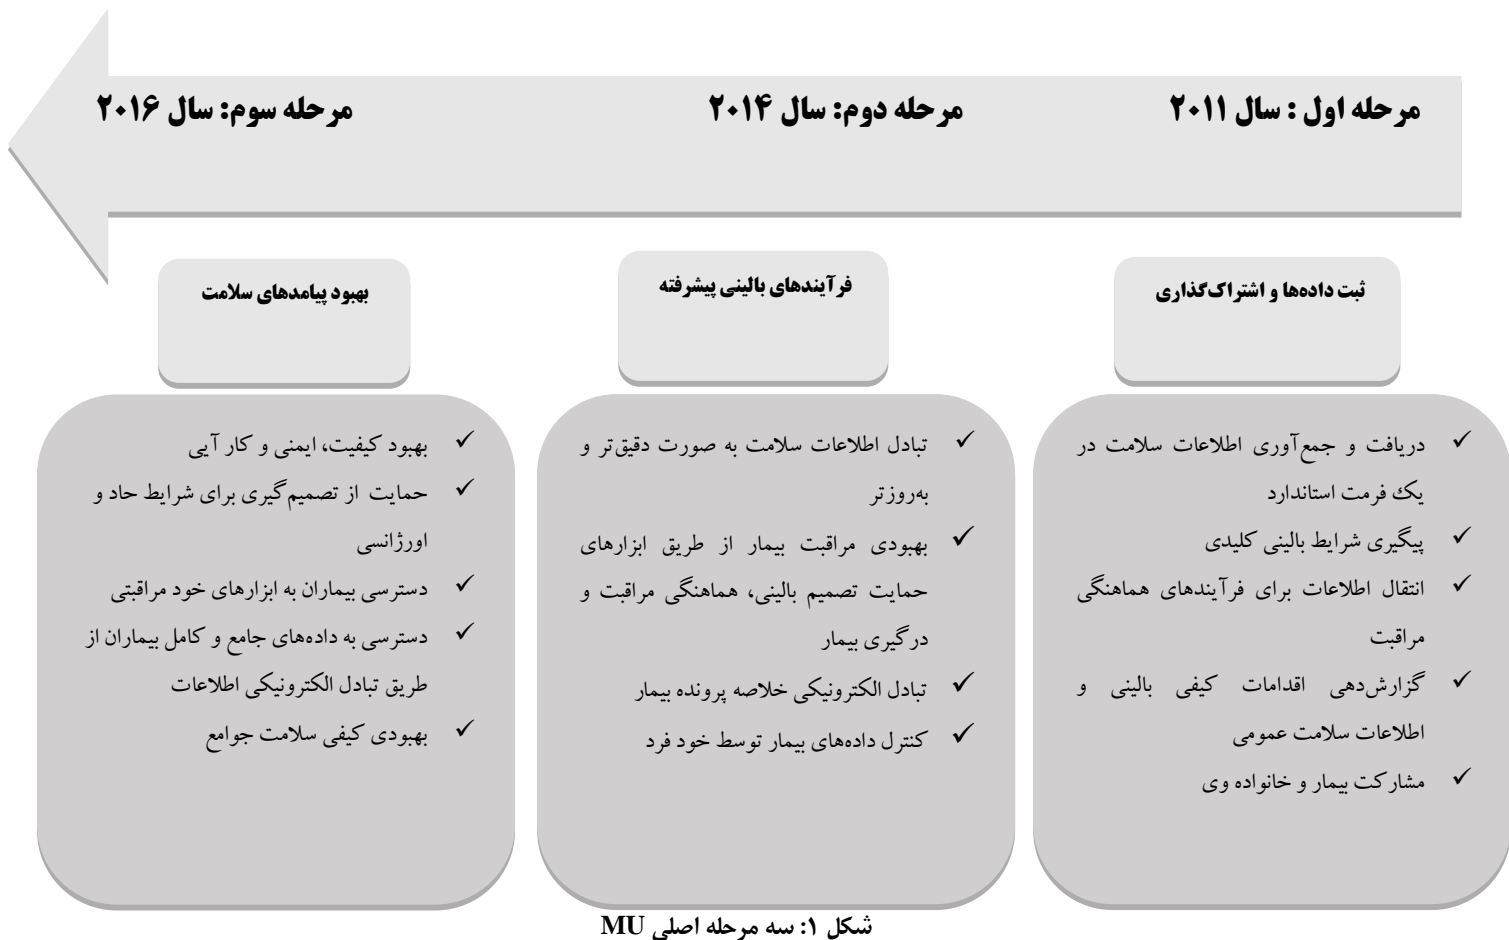 مرحله اول : سال ۲۰۱۱
مرحله دوم: سال ۲۰۱۴
مرحله سوم: سال ۲۰۱۶
ثبت داده‌ها و اشتراک‌گذاری
دریافت و جمع‌آوری اطلاعات سلامت در
یک فرمت استاندارد
پیگیری شرایط بالینی کلیدی
انتقال اطلاعات برای فرآیندهای هماهنگی
مراقبت
گزارش‌دهی اقدامات کیفی بالینی و
اطلاعات سلامت عمومی
مشارکت بیمار و خانواده وی
فرآیندهای بالینی پیشرفته
تبادل اطلاعات سلامت به صورت دقیق‌تر و
به‌روزتر
بهبودی مراقبت بیمار از طریق ابزارهای
حمایت تصمیم بالینی، هماهنگی مراقبت و
درگیری بیمار
تبادل الکترونیکی خلاصه پرونده بیمار
کنترل داده‌های بیمار توسط خود فرد
بهبود پیامدهای سلامت
بهبود کیفیت، ایمنی و کار آیی
حمایت از تصمیم‌گیری برای شرایط حاد و
اورژانسی
دسترسی بیماران به ابزارهای خود مراقبتی
دسترسی به داده‌های جامع و کامل بیماران از
طریق تبادل الکترونیکی اطلاعات
بهبودی کیفی سلامت جوامع
شکل ۱: سه مرحله اصلی MU